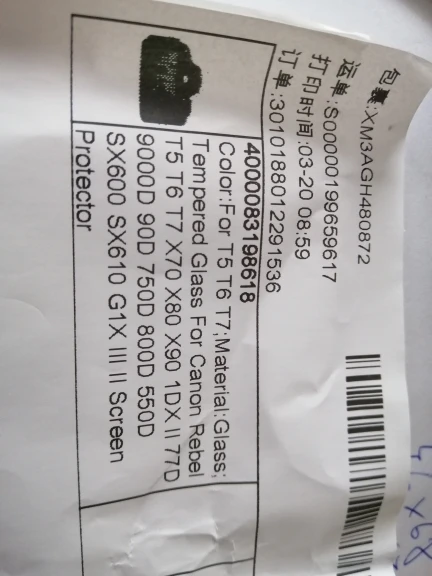 包裹:XM3AGH480872
运单:S00000199659617
打印时间:03-20 08:59
订单:3010188012291536
4000083198618
Color:For T5 T6 T7;Material:Glass;
Tempered Glass For Canon Rebel
T5 T6 T7 X70 X80 X90 1DX II 77D
9000D 90D 750D 800D 550D
SX600 SX610 G1X III II Screen
Protector